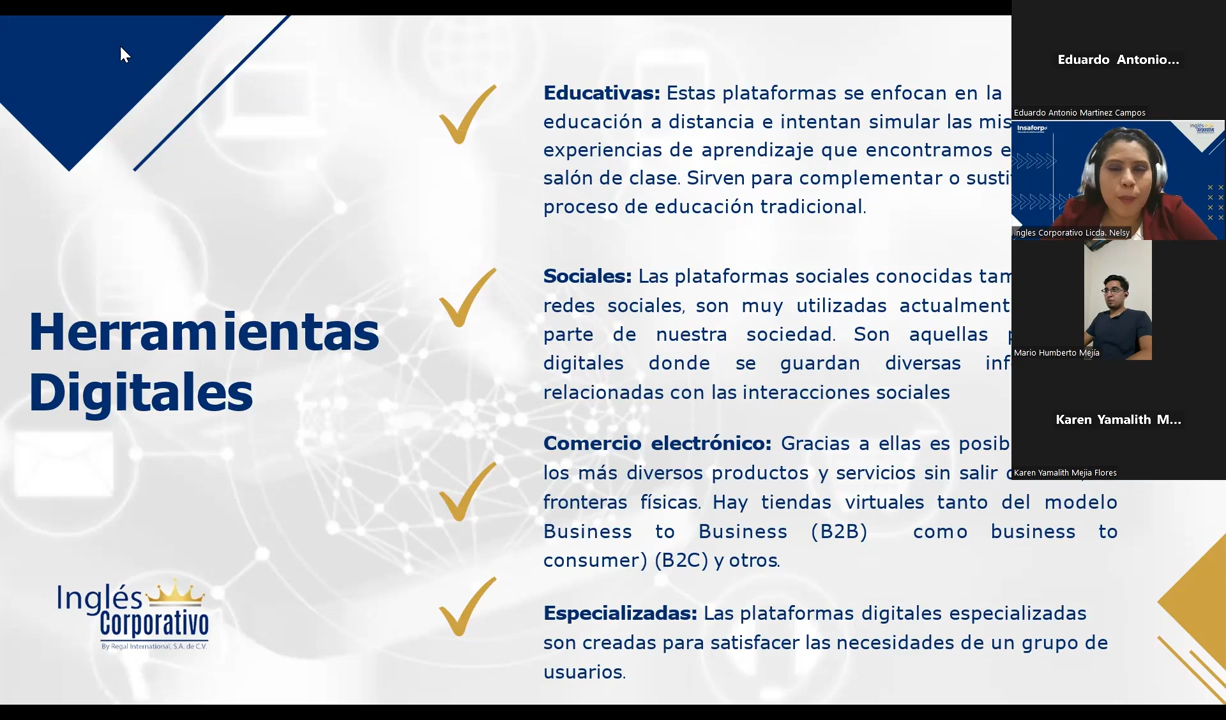 Herramientas
Digitales
Educativas: Estas plataformas se enfocan en la
educación a distancia e intentan simular las
experiencias de aprendizaje que encontramos
salón de clase. Sirven para complementar o
proceso de educación tradicional.
Sociales: Las plataformas sociales conocidas
redes sociales, son muy utilizadas
parte de nuestra sociedad. Son aquellas
digitales donde se guardan diversas
relacionadas con las interacciones sociales
Comercio electrónico: Gracias a ellas es
los más diversos productos y servicios sin salir
fronteras físicas. Hay tiendas virtuales tanto del modelo
Business to Business (B2B) como business to
consumer) (B2C) y otros.
Especializadas: Las plataformas digitales especializadas
son creadas para satisfacer las necesidades de un grupo de
usuarios.
Inglés
Corporativo
By Regal International, S.A. de C.V.
Eduardo Antonio...
Eduardo Antonio Martinez Campos
Insaforp
Ingles Corporativo Licda. Nelsy
Mario Humberto Mejía
Karen Yamalith M...
Karen Yamalith Mejia Flores